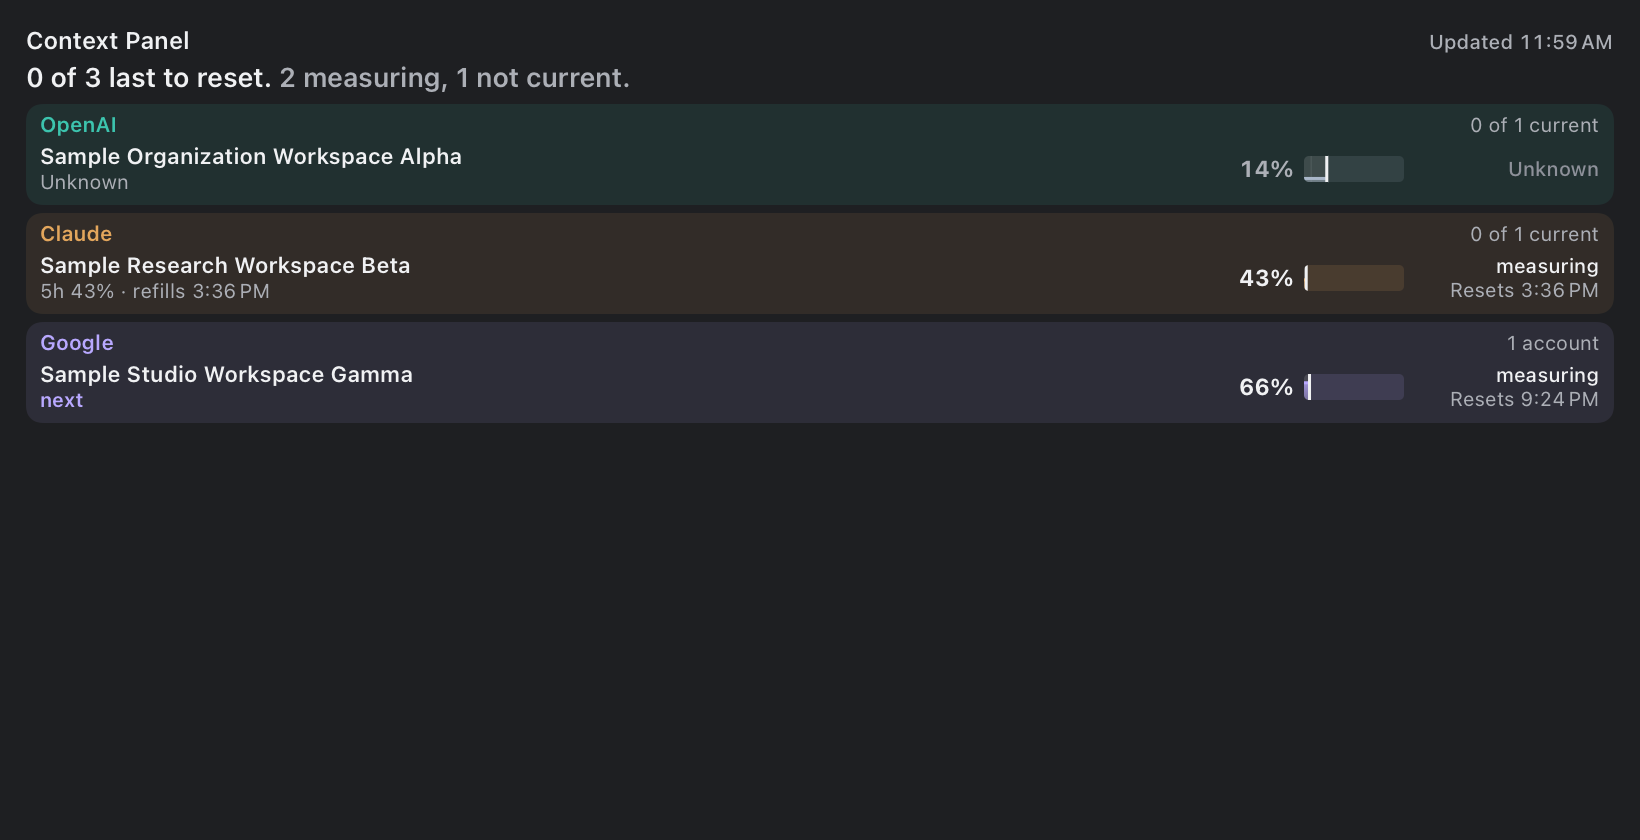 Context Panel
Updated 11:59 AM
0 of 3 last to reset. 2 measuring, 1 not current.
OpenAI
0 of 1 current
Sample Organization Workspace Alpha
Unknown
14%
Unknown
Claude
0 of 1 current
Sample Research Workspace Beta
5h 43% · refills 3:36 PM
43%
measuring
Resets 3:36 PM
Google
1 account
Sample Studio Workspace Gamma
next
66%
measuring
Resets 9:24 PM